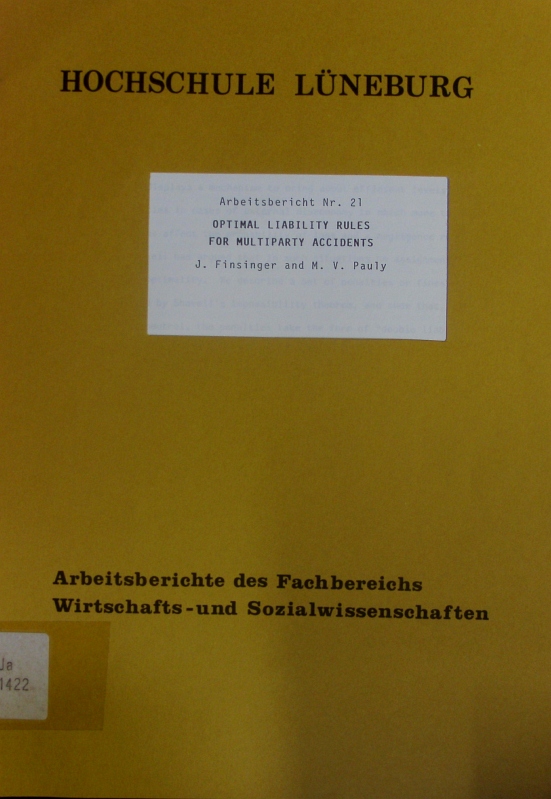 HOCHSCHULE LÜNEBURG
Arbeitsbericht Nr. 21
OPTIMAL LIABILITY RULES
FOR MULTIPARTY ACCIDENTS
J. Finsinger and M. V. Pauly
Arbeitsberichte des Fachbereichs
Wirtschafts-und Sozialwissenschaften
Ja
1422